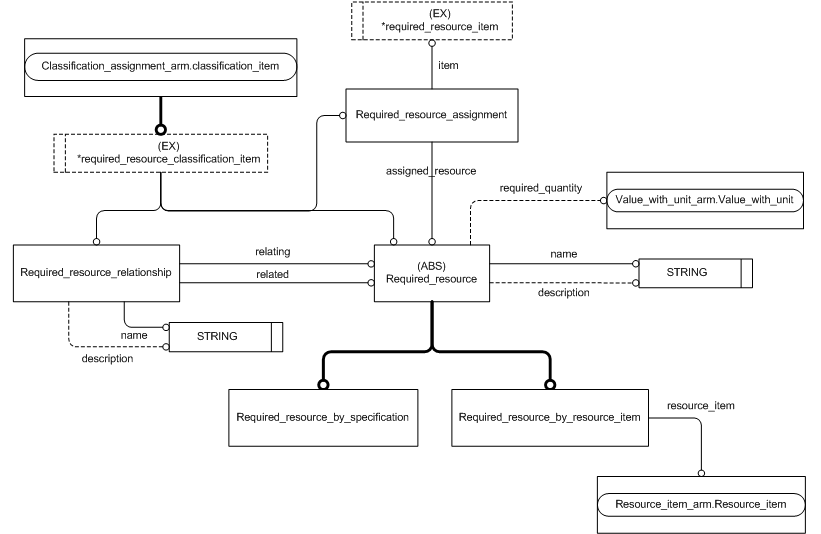 (EX)
*required_resource_item
Classification_assignment_arm.classification_item
item
Required_resource_assignment
(EX)
*required_resource_classification_item
assigned_resource
required_quantity
Value_with_unit_arm.Value_with_unit
Required_resource_relationship
relating
related
(ABS)
Required_resource
name
STRING
description
name
STRING
description
Required_resource_by_specification
Required_resource_by_resource_item
resource_item
Resource_item_arm.Resource_item